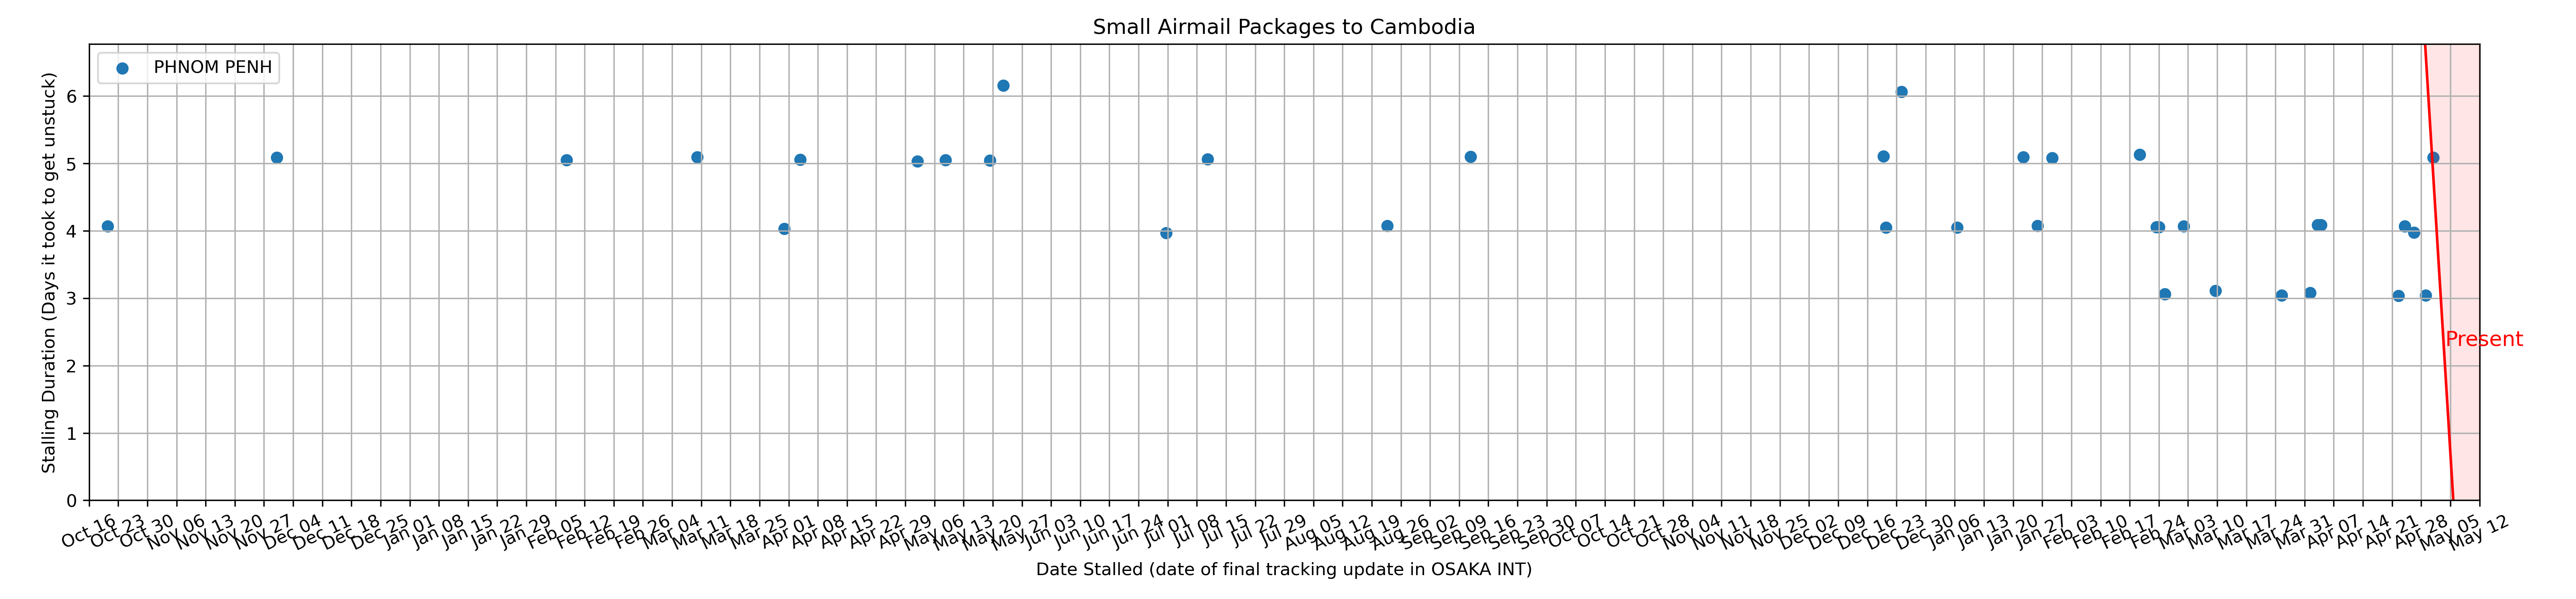 Small Airmail Packages to Cambodia
PHNOM PENH
Stalling Duration (Days it took to get unstuck)
6
5
4
3
2
1
0
Present
Oct 16
Oct 23
Oct 30
Nov 06
Nov 13
Nov 20
Nov 27
Dec 04
Dec 11
Dec 18
Dec 25
Jan 01
Jan 08
Jan 15
Jan 22
Jan 29
Feb 05
Feb 12
Feb 19
Feb 26
Mar 04
Mar 11
Mar 18
Mar 25
Apr 01
Apr 08
Apr 15
Apr 22
Apr 29
May 06
May 13
May 20
May 27
Jun 03
Jun 10
Jun 17
Jun 24
Jul 01
Jul 08
Jul 15
Jul 22
Jul 29
Aug 05
Aug 12
Aug 19
Aug 26
Sep 02
Sep 09
Sep 16
Sep 23
Sep 30
Oct 07
Oct 14
Oct 21
Oct 28
Nov 04
Nov 11
Nov 18
Nov 25
Dec 02
Dec 09
Dec 16
Dec 23
Dec 30
Jan 06
Jan 13
Jan 20
Jan 27
Feb 03
Feb 10
Feb 17
Feb 24
Mar 03
Mar 10
Mar 17
Mar 24
Mar 31
Apr 07
Apr 14
Apr 21
Apr 28
May 05
May 12
Date Stalled (date of final tracking update in OSAKA INT)